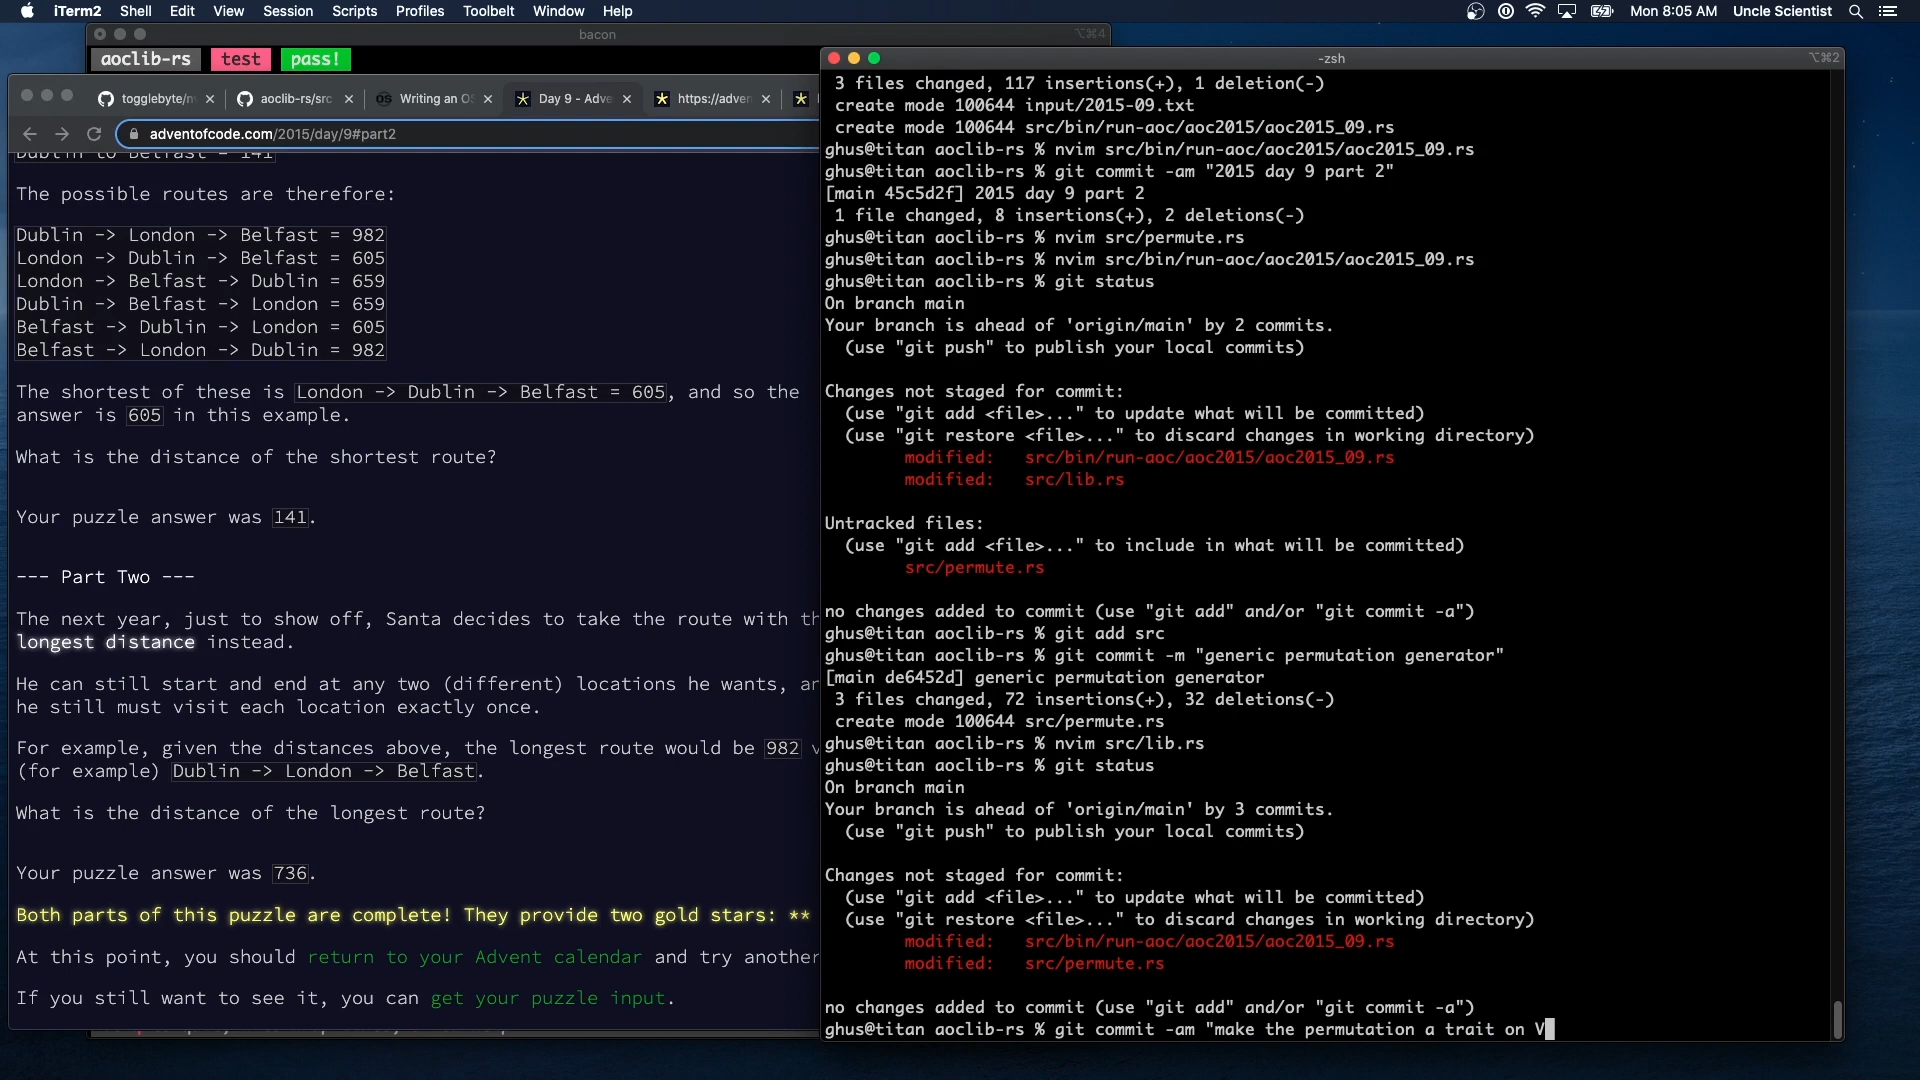 iTerm2 Shell Edit View Session Scripts Profiles Toolbelt Window Help
Mon 8:05 AM Uncle Scientist
bacon ⌥⌘4
aoclib-rs test pass!
togglebyte/n × aoclib-rs/src × Writing an OS × Day 9 - Adve × https://adven ×
adventofcode.com/2015/day/9#part2
Dublin to Belfast = 141
The possible routes are therefore:
Dublin -> London -> Belfast = 982
London -> Dublin -> Belfast = 605
London -> Belfast -> Dublin = 659
Dublin -> Belfast -> London = 659
Belfast -> Dublin -> London = 605
Belfast -> London -> Dublin = 982
The shortest of these is London -> Dublin -> Belfast = 605, and so the
answer is 605 in this example.
What is the distance of the shortest route?
Your puzzle answer was 141.
--- Part Two ---
The next year, just to show off, Santa decides to take the route with th
longest distance instead.
He can still start and end at any two (different) locations he wants, an
he still must visit each location exactly once.
For example, given the distances above, the longest route would be 982 v
(for example) Dublin -> London -> Belfast.
What is the distance of the longest route?
Your puzzle answer was 736.
Both parts of this puzzle are complete! They provide two gold stars: **
At this point, you should return to your Advent calendar and try another
If you still want to see it, you can get your puzzle input.
-zsh ⌥⌘2
3 files changed, 117 insertions(+), 1 deletion(-)
create mode 100644 input/2015-09.txt
create mode 100644 src/bin/run-aoc/aoc2015/aoc2015_09.rs
ghus@titan aoclib-rs % nvim src/bin/run-aoc/aoc2015/aoc2015_09.rs
ghus@titan aoclib-rs % git commit -am "2015 day 9 part 2"
[main 45c5d2f] 2015 day 9 part 2
1 file changed, 8 insertions(+), 2 deletions(-)
ghus@titan aoclib-rs % nvim src/permute.rs
ghus@titan aoclib-rs % nvim src/bin/run-aoc/aoc2015/aoc2015_09.rs
ghus@titan aoclib-rs % git status
On branch main
Your branch is ahead of 'origin/main' by 2 commits.
(use "git push" to publish your local commits)
Changes not staged for commit:
(use "git add <file>..." to update what will be committed)
(use "git restore <file>..." to discard changes in working directory)
modified: src/bin/run-aoc/aoc2015/aoc2015_09.rs
modified: src/lib.rs
Untracked files:
(use "git add <file>..." to include in what will be committed)
src/permute.rs
no changes added to commit (use "git add" and/or "git commit -a")
ghus@titan aoclib-rs % git add src
ghus@titan aoclib-rs % git commit -m "generic permutation generator"
[main de6452d] generic permutation generator
3 files changed, 72 insertions(+), 32 deletions(-)
create mode 100644 src/permute.rs
ghus@titan aoclib-rs % nvim src/lib.rs
ghus@titan aoclib-rs % git status
On branch main
Your branch is ahead of 'origin/main' by 3 commits.
(use "git push" to publish your local commits)
Changes not staged for commit:
(use "git add <file>..." to update what will be committed)
(use "git restore <file>..." to discard changes in working directory)
modified: src/bin/run-aoc/aoc2015/aoc2015_09.rs
modified: src/permute.rs
no changes added to commit (use "git add" and/or "git commit -a")
ghus@titan aoclib-rs % git commit -am "make the permutation a trait on V